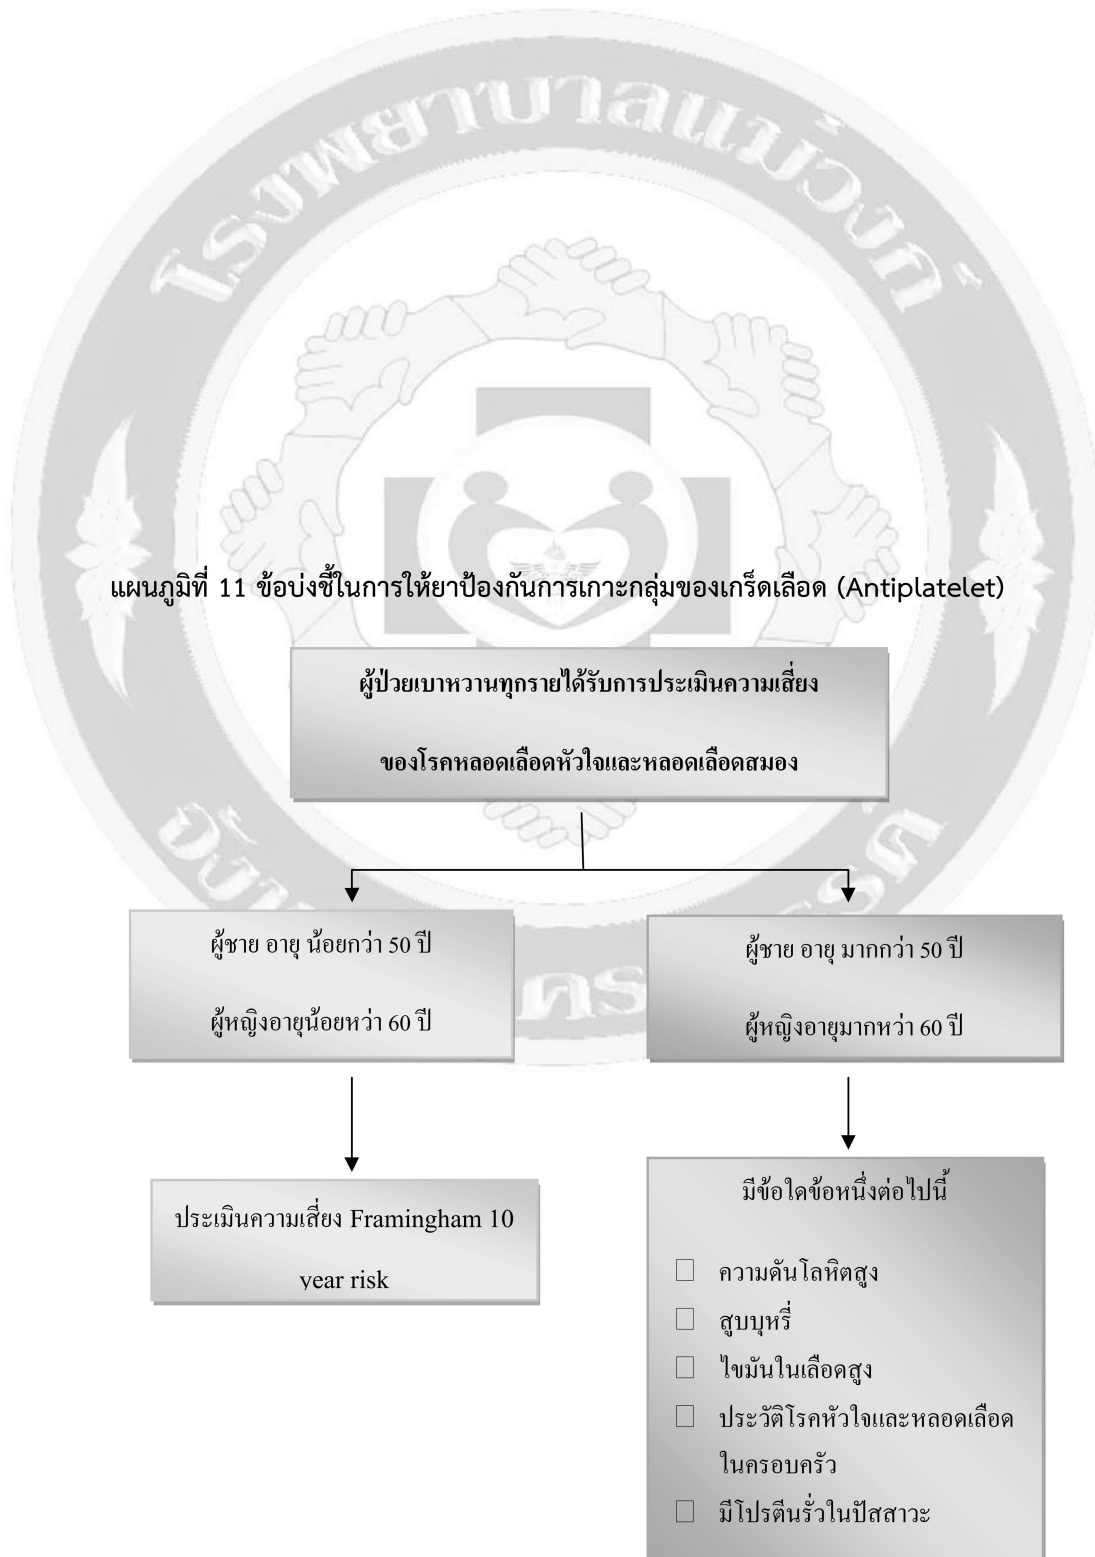 โรงพยาบาลแม่วงก์
แผนภูมิที่ 11 ข้อบ่งชี้ในการให้ยาป้องกันการเกาะกลุ่มของเกร็ดเลือด (Antiplatelet)
ผู้ป่วยเบาหวานทุกรายได้รับการประเมินความเสี่ยง
ของโรคหลอดเลือดหัวใจและหลอดเลือดสมอง
ผู้ชาย อายุ น้อยกว่า 50 ปี
ผู้หญิงอายุน้อยหว่า 60 ปี
ผู้ชาย อายุ มากกว่า 50 ปี
ผู้หญิงอายุมากหว่า 60 ปี
ประเมินความเสี่ยง Framingham 10
year risk
มีข้อใดข้อหนึ่งต่อไปนี้
ความดันโลหิตสูง
สูบบุหรี่
ไขมันในเลือดสูง
ประวัติโรคหัวใจและหลอดเลือด
ในครอบครัว
มีโปรตีนรั่วในปัสสาวะ